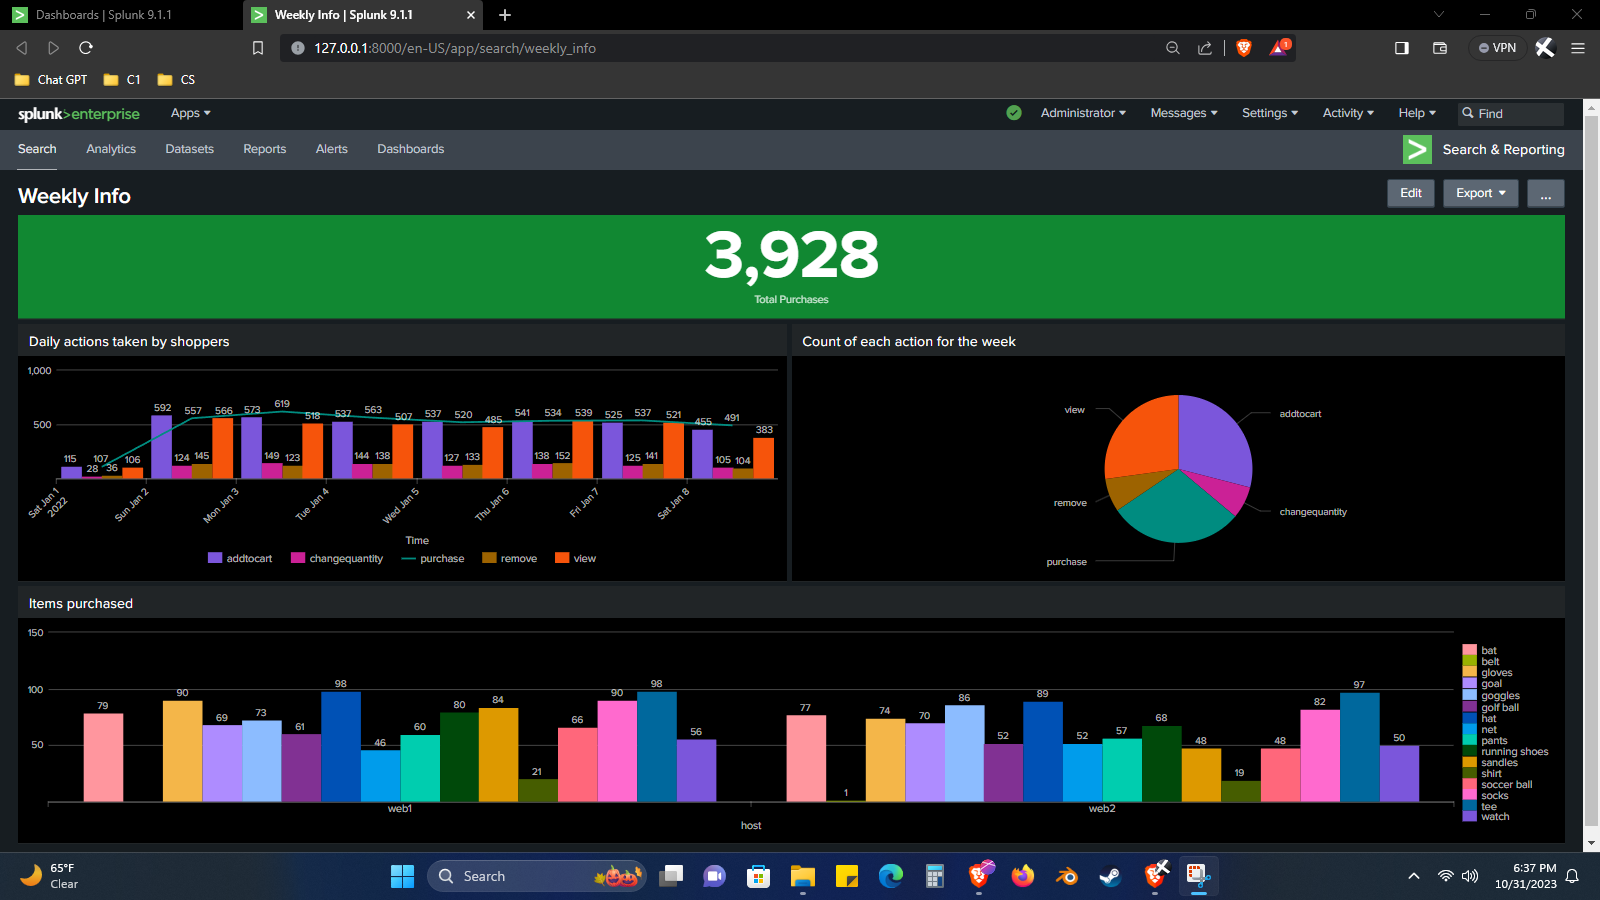 Dashboards | Splunk 9.1.1
Weekly Info | Splunk 9.1.1
127.0.0.1:8000/en-US/app/search/weekly_info
1
VPN
Chat GPT
C1
CS
splunk>enterprise
Apps
Administrator
Messages
Settings
Activity
Help
Find
Search
Analytics
Datasets
Reports
Alerts
Dashboards
Search & Reporting
Weekly Info
Edit
Export
...
3,928
Total Purchases
Daily actions taken by shoppers
1,000
500
115
28
107
36
106
592
124
557
145
566
573
149
619
123
518
537
144
563
138
507
537
127
520
133
485
541
138
534
152
539
525
125
537
141
521
455
105
491
104
383
Sat Jan 1
2022
Sun Jan 2
Mon Jan 3
Tue Jan 4
Wed Jan 5
Thu Jan 6
Fri Jan 7
Sat Jan 8
Time
addtocart
changequantity
purchase
remove
view
Count of each action for the week
view
addtocart
remove
changequantity
purchase
Items purchased
150
100
50
79
90
69
73
61
98
46
60
80
84
21
66
90
98
56
77
1
74
70
86
52
89
52
57
68
48
19
48
82
97
50
web1
web2
host
bat
belt
gloves
goal
goggles
golf ball
hat
net
pants
running shoes
sandles
shirt
soccer ball
socks
tee
watch
65°F
Clear
Search
6:37 PM
10/31/2023